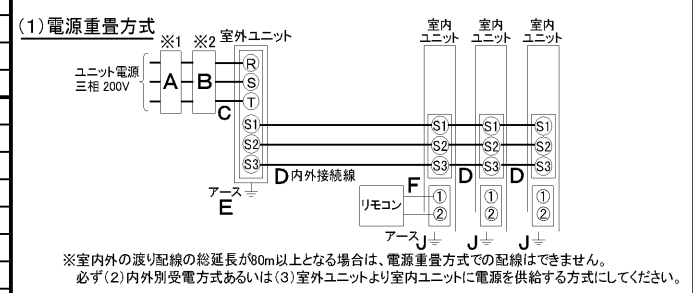 (1)電源重畳方式
※1 ※2 室外ユニット
室内ユニット 室内ユニット 室内ユニット
ユニット電源
三相 200V
A B
R
S
T
C
S1 S1 S1 S1
S2 S2 S2 S2
S3 S3 S3 S3
D内外接続線 D D
アース
E
F
リモコン
① ① ①
② ② ②
アース J J J
※室内外の渡り配線の総延長が80m以上となる場合は、電源重畳方式での配線はできません。
必ず(2)内外別受電方式あるいは(3)室外ユニットより室内ユニットに電源を供給する方式にしてください。